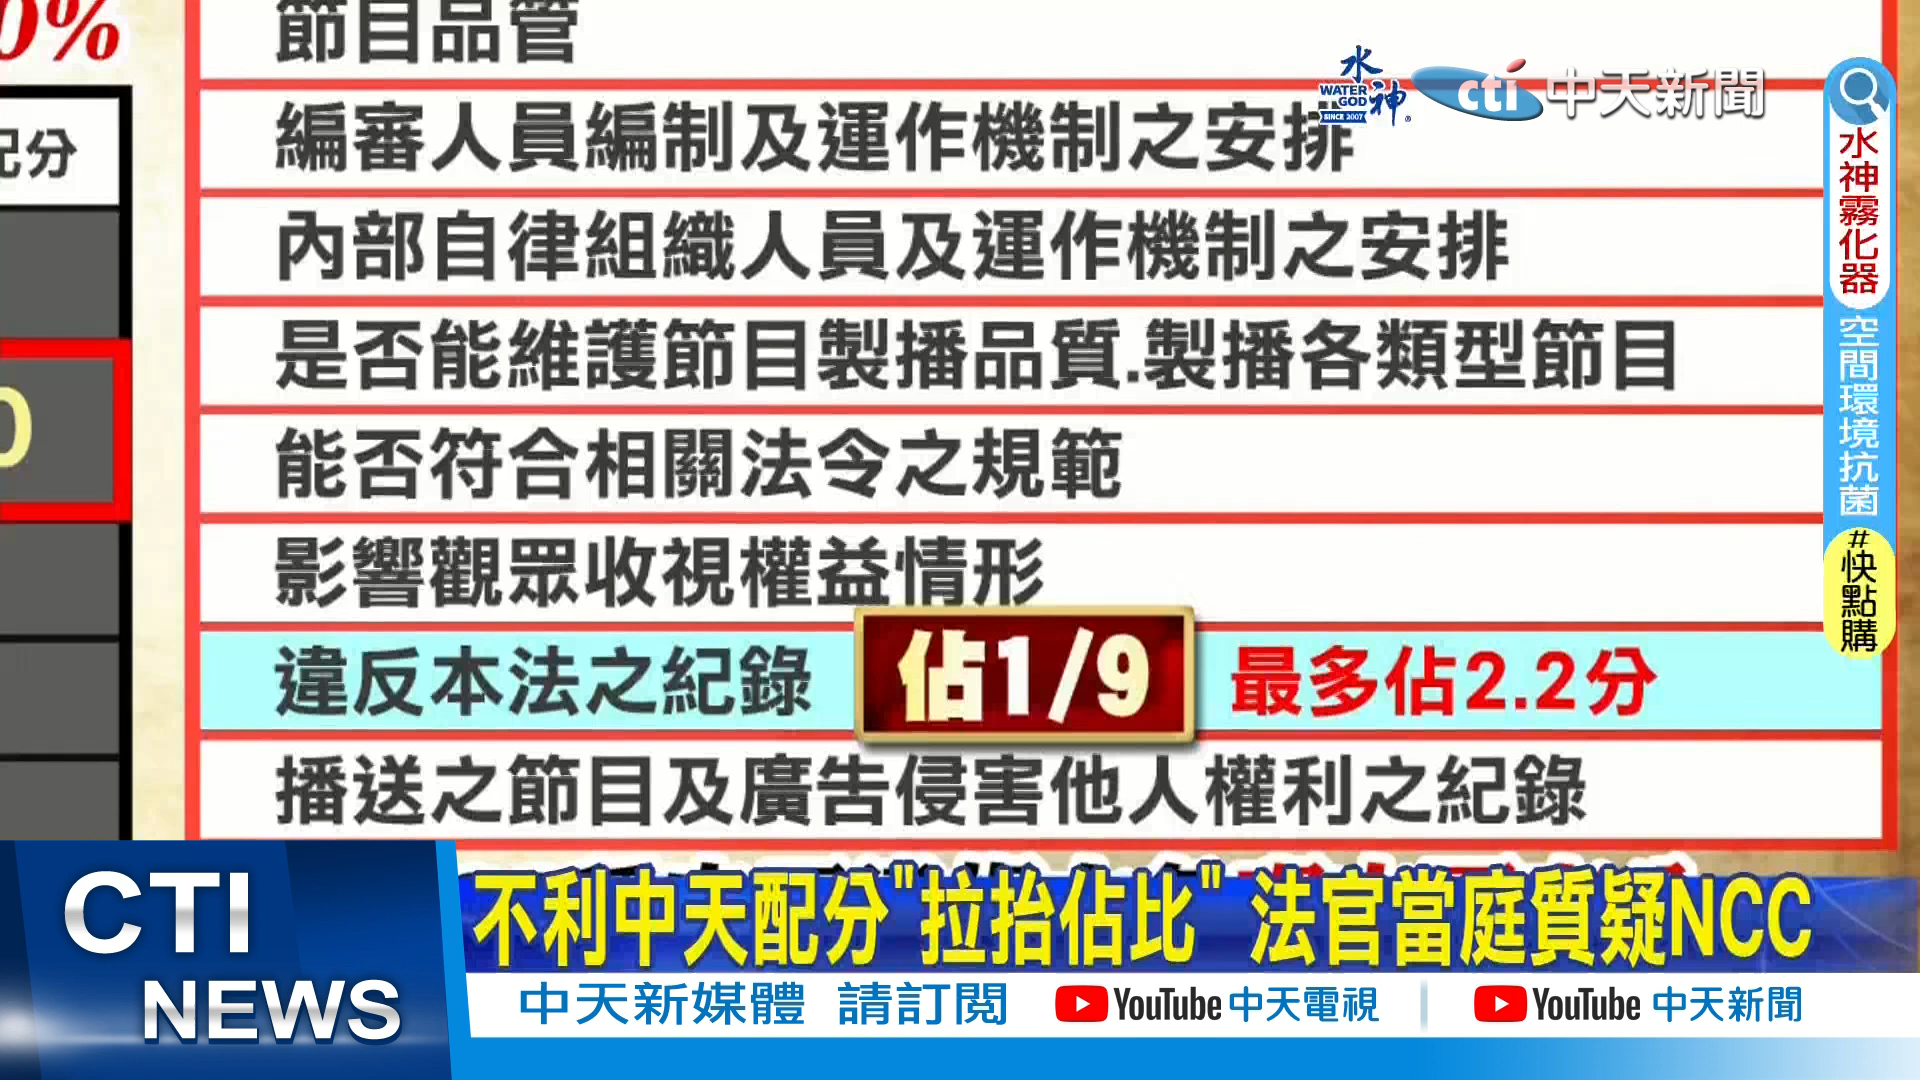 0%
配分
0
節目品管
編審人員編制及運作機制之安排
內部自律組織人員及運作機制之安排
是否能維護節目製播品質.製播各類型節目
能否符合相關法令之規範
影響觀眾收視權益情形
違反本法之紀錄 佔1/9 最多佔2.2分
播送之節目及廣告侵害他人權利之紀錄
水神
WATER GOD
SINCE 2007
cti 中天新聞
水神霧化器
空間環境抗菌
#快點購
CTI NEWS
不利中天配分"拉抬佔比" 法官當庭質疑NCC
中天新媒體 請訂閱 YouTube 中天電視 | YouTube 中天新聞